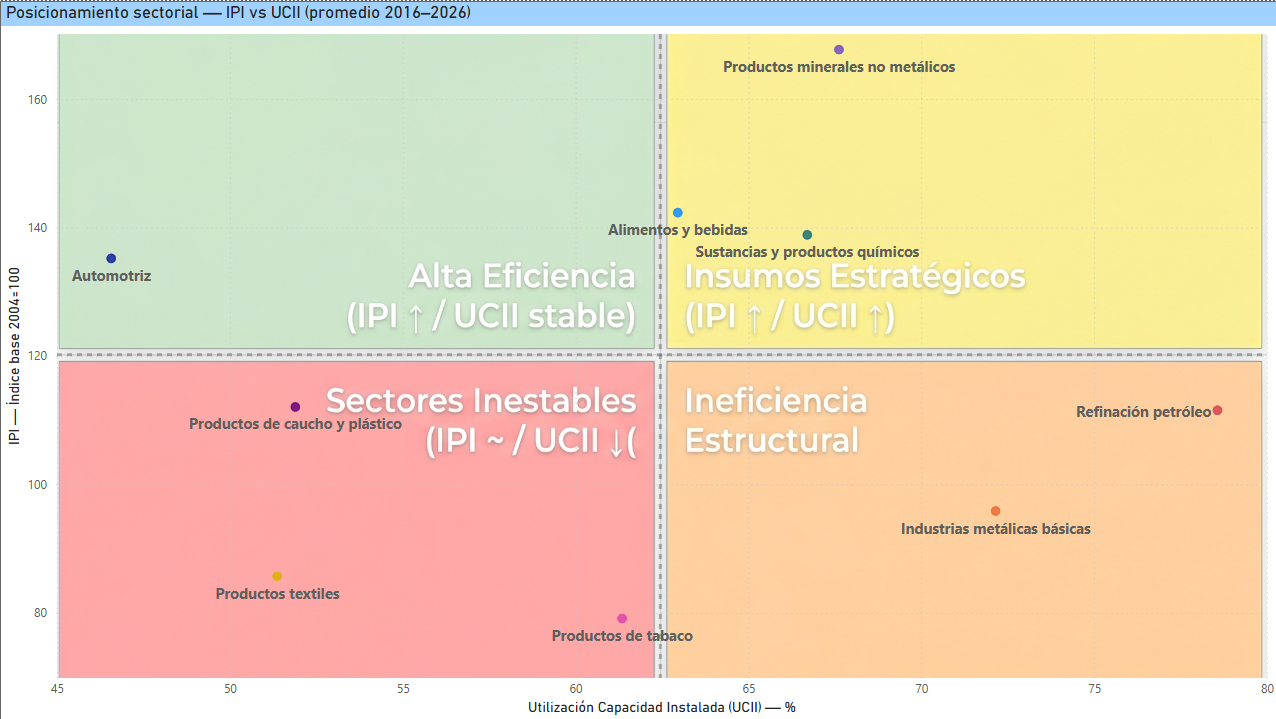 Posicionamiento sectorial — IPI vs UCII (promedio 2016–2026)
Productos minerales no metálicos
160
Alimentos y bebidas
140
Sustancias y productos químicos
Automotriz
Alta Eficiencia
(IPI ↑ / UCII stable)
Insumos Estratégicos
(IPI ↑ / UCII ↑)
IPI — Índice base 2004=100
120
Sectores Inestables
(IPI ~ / UCII ↓(
Productos de caucho y plástico
Ineficiencia
Estructural
Refinación petróleo
100
Industrias metálicas básicas
Productos textiles
80
Productos de tabaco
45 50 55 60 65 70 75 80
Utilización Capacidad Instalada (UCII) — %